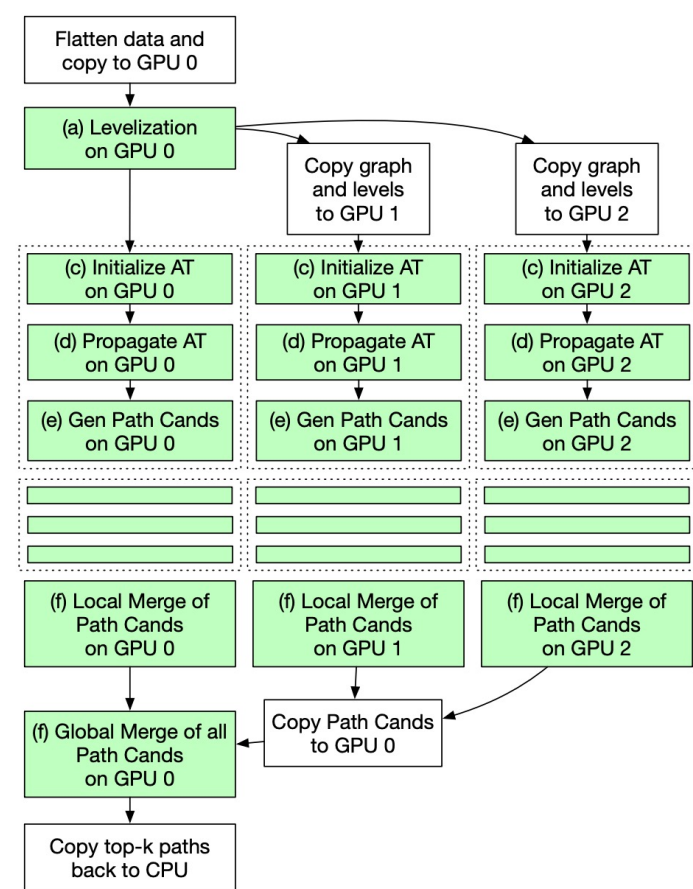 Flatten data and
copy to GPU 0
(a) Levelization
on GPU 0
Copy graph
and levels
to GPU 1
Copy graph
and levels
to GPU 2
(c) Initialize AT
on GPU 0
(c) Initialize AT
on GPU 1
(c) Initialize AT
on GPU 2
(d) Propagate AT
on GPU 0
(d) Propagate AT
on GPU 1
(d) Propagate AT
on GPU 2
(e) Gen Path Cands
on GPU 0
(e) Gen Path Cands
on GPU 1
(e) Gen Path Cands
on GPU 2
(f) Local Merge of
Path Cands
on GPU 0
(f) Local Merge of
Path Cands
on GPU 1
(f) Local Merge of
Path Cands
on GPU 2
(f) Global Merge of all
Path Cands
on GPU 0
Copy Path Cands
to GPU 0
Copy top-k paths
back to CPU